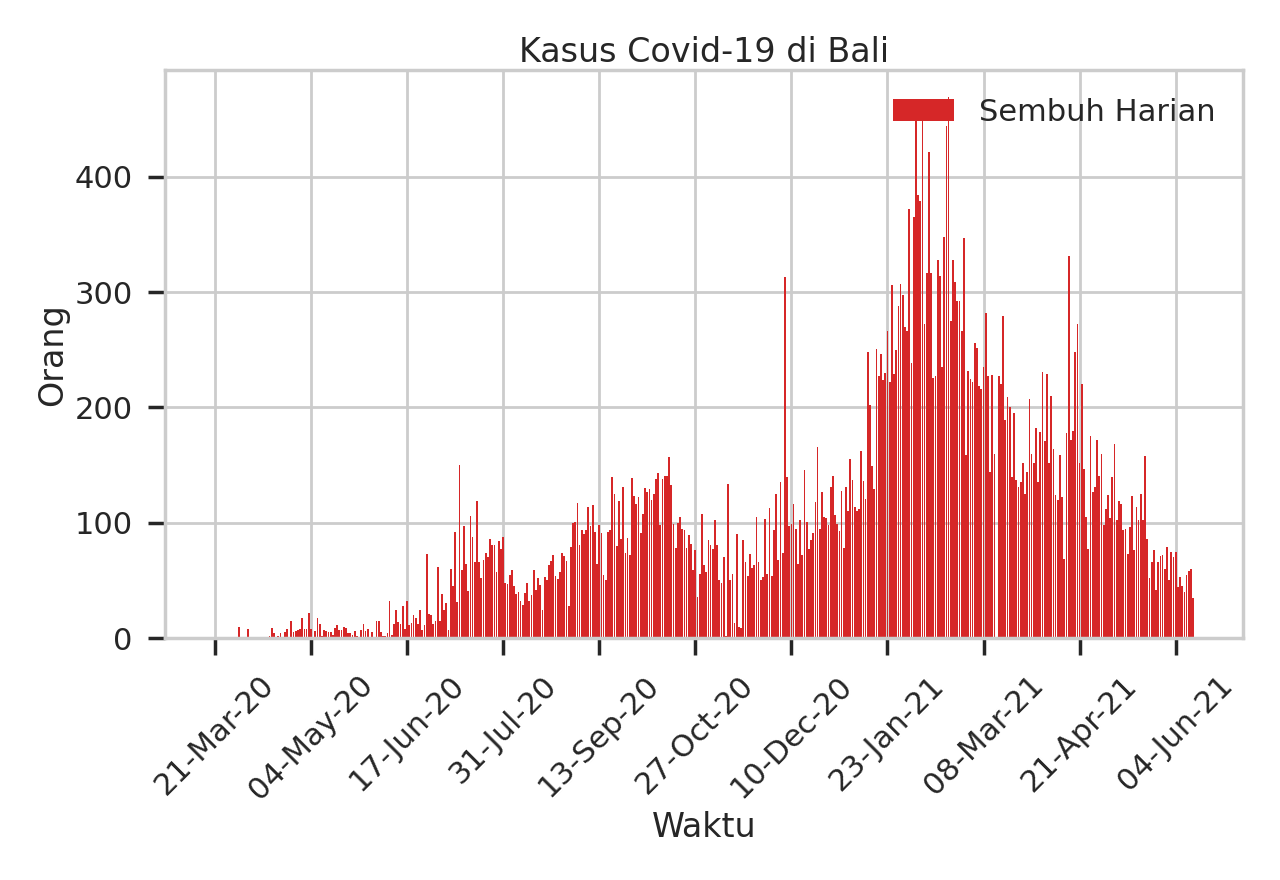 Kasus Covid-19 di Bali
Sembuh Harian
Orang
400
300
200
100
0
21-Mar-20
04-May-20
17-Jun-20
31-Jul-20
13-Sep-20
27-Oct-20
10-Dec-20
23-Jan-21
08-Mar-21
21-Apr-21
04-Jun-21
Waktu